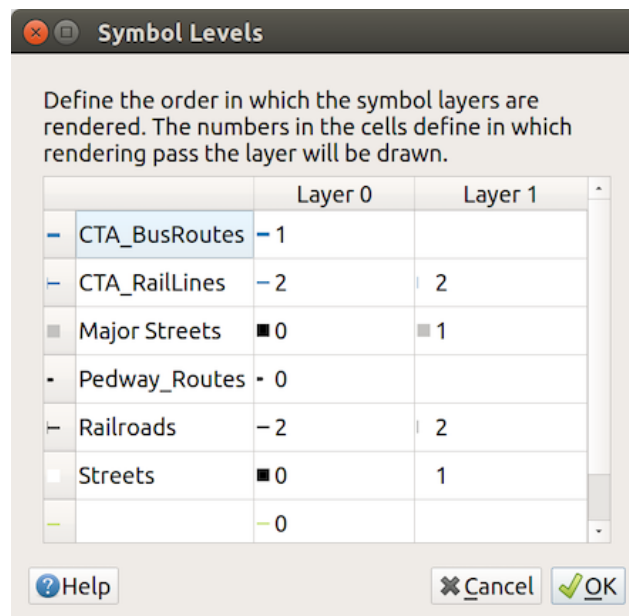 Symbol Levels
Define the order in which the symbol layers are
rendered. The numbers in the cells define in which
rendering pass the layer will be drawn.
Layer 0 Layer 1
CTA_BusRoutes 1
CTA_RailLines 2 2
Major Streets 0 1
Pedway_Routes 0
Railroads 2 2
Streets 0 1
0
Help Cancel OK